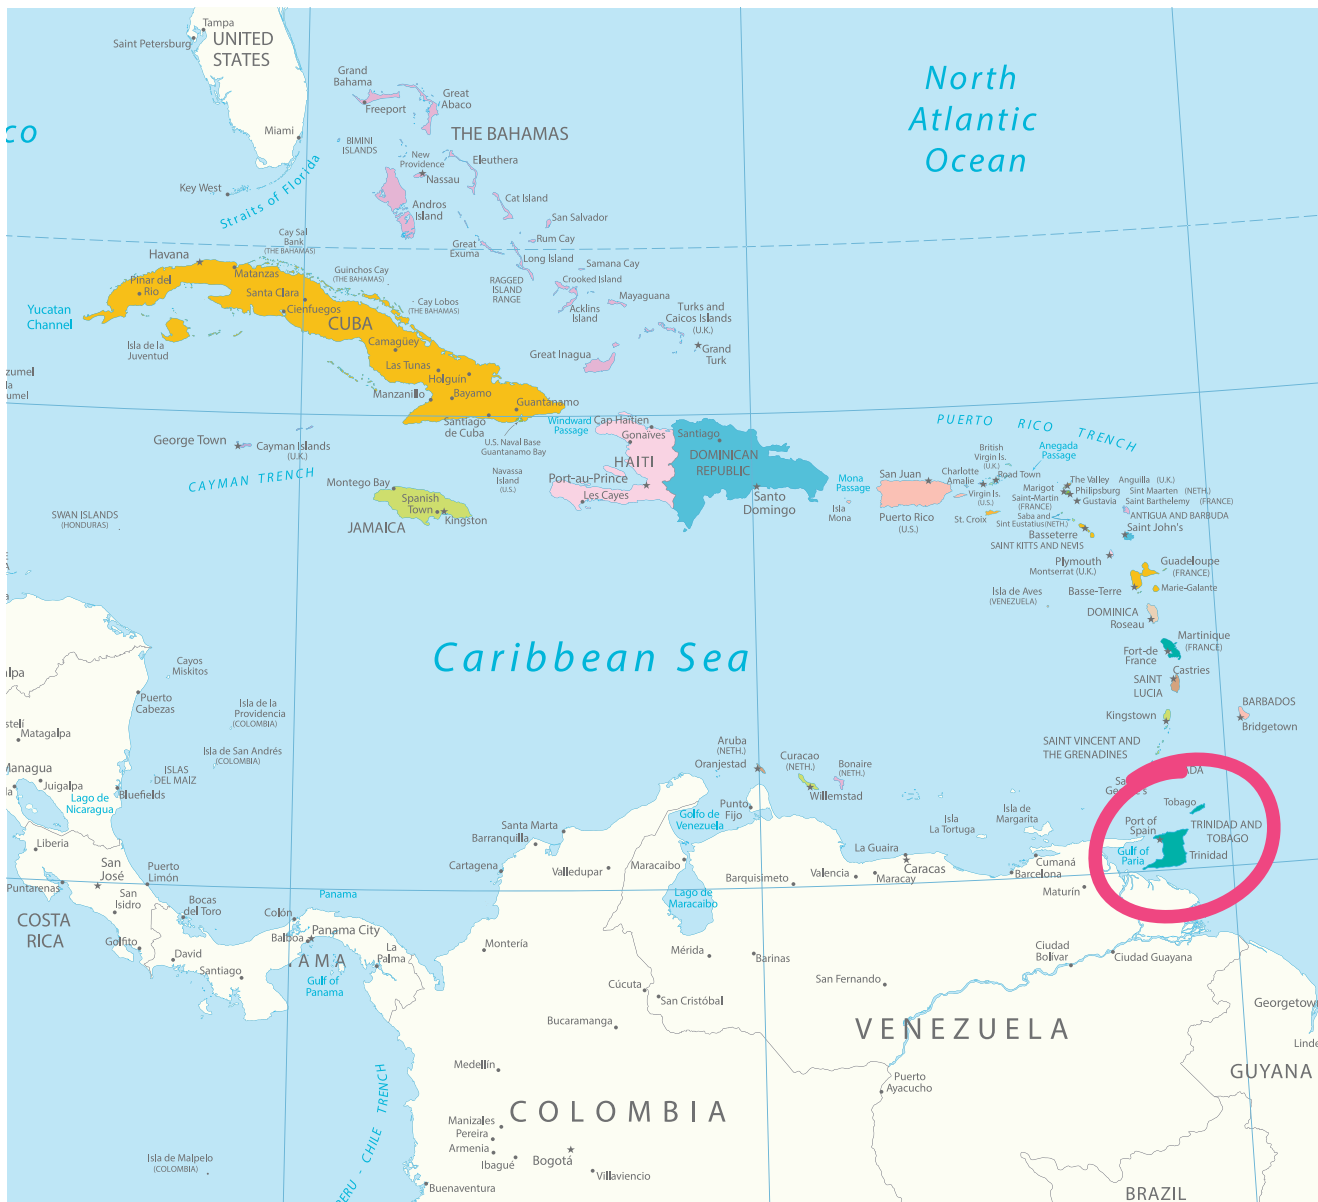 Tampa
Saint Petersburg
UNITED
STATES
Miami
Key West
Straits of Florida
co
Grand
Bahama
Freeport
Great
Abaco
THE BAHAMAS
BIMINI
ISLANDS
New
Providence
Nassau
Eleuthera
Andros
Island
Cat Island
San Salvador
Rum Cay
Great
Exuma
Long Island
Samana Cay
Crooked Island
RAGGED
ISLAND
RANGE
Mayaguana
Acklins
Island
Turks and
Caicos Islands
(U.K.)
Grand
Turk
Great Inagua
North
Atlantic
Ocean
Cay Sal
Bank
(THE BAHAMAS)
Guinchos Cay
(THE BAHAMAS)
Cay Lobos
(THE BAHAMAS)
Havana
Matanzas
Pinar del
Rio
Santa Clara
Cienfuegos
CUBA
Yucatan
Channel
Isla de la
Juventud
Camagüey
Las Tunas
Holguín
Manzanillo
Bayamo
Guantánamo
Santiago
de Cuba
U.S. Naval Base
Guantanamo Bay
Windward
Passage
zumel
la
umel
George Town
Cayman Islands
(U.K.)
CAYMAN TRENCH
Montego Bay
Spanish
Town
Kingston
JAMAICA
Navassa
Island
(U.S.)
Cap Haïtien
Gonaïves
HAITI
Port-au-Prince
Les Cayes
Santiago
DOMINICAN
REPUBLIC
Santo
Domingo
Mona
Passage
Isla
Mona
San Juan
Puerto Rico
(U.S.)
PUERTO RICO TRENCH
Charlotte
Amalie
British
Virgin Is.
(U.K.)
Road Town
Virgin Is.
(U.S.)
St. Croix
Anegada
Passage
The Valley
Anguilla (U.K.)
Marigot
Philipsburg
Sint Maarten (NETH.)
Saint-Martin
(FRANCE)
Gustavia
Saint Barthelemy (FRANCE)
Saba and
Sint Eustatius(NETH.)
ANTIGUA AND BARBUDA
Basseterre
Saint John's
SAINT KITTS AND NEVIS
Plymouth
Montserrat (U.K.)
Guadeloupe
(FRANCE)
Basse-Terre
Marie-Galante
Isla de Aves
(VENEZUELA)
DOMINICA
Roseau
Martinique
(FRANCE)
Fort-de
France
Castries
SAINT
LUCIA
BARBADOS
Bridgetown
Kingstown
SAINT VINCENT AND
THE GRENADINES
SWAN ISLANDS
(HONDURAS)
Caribbean Sea
Cayos
Miskitos
Puerto
Cabezas
Isla de la
Providencia
(COLOMBIA)
Isla de San Andrés
(COLOMBIA)
ISLAS
DEL MAIZ
Bluefields
alpa
stelí
Matagalpa
Managua
Juigalpa
Lago de
Nicaragua
Liberia
San
José
Puerto
Limón
Puntarenas
San
Isidro
COSTA
RICA
Golfito
Bocas
del Toro
David
Santiago
Panama
Colón
Balboa
Panama City
AMA
La
Palma
Gulf of
Panama
Aruba
(NETH.)
Oranjestad
Curacao
(NETH.)
Willemstad
Bonaire
(NETH.)
Punto
Fijo
Golfo de
Venezuela
Santa Marta
Barranquilla
Cartagena
Valledupar
Maracaibo
Lago de
Maracaibo
Barquisimeto
Valencia
Maracay
La Guaira
Caracas
Isla
La Tortuga
Isla de
Margarita
Cumaná
Barcelona
Maturín
Tobago
Port of
Spain
TRINIDAD AND
TOBAGO
Gulf of
Paria
Trinidad
Montería
Mérida
Barinas
Ciudad
Bolívar
Ciudad Guayana
San Fernando
Cúcuta
San Cristóbal
Bucaramanga
VENEZUELA
Georgetown
Linde
GUYANA
Medellín
Puerto
Ayacucho
COLOMBIA
Manizales
Pereira
Armenia
Ibagué
Bogotá
Villaviencio
Buenaventura
Isla de Malpelo
(COLOMBIA)
PERU - CHILE TRENCH
BRAZIL